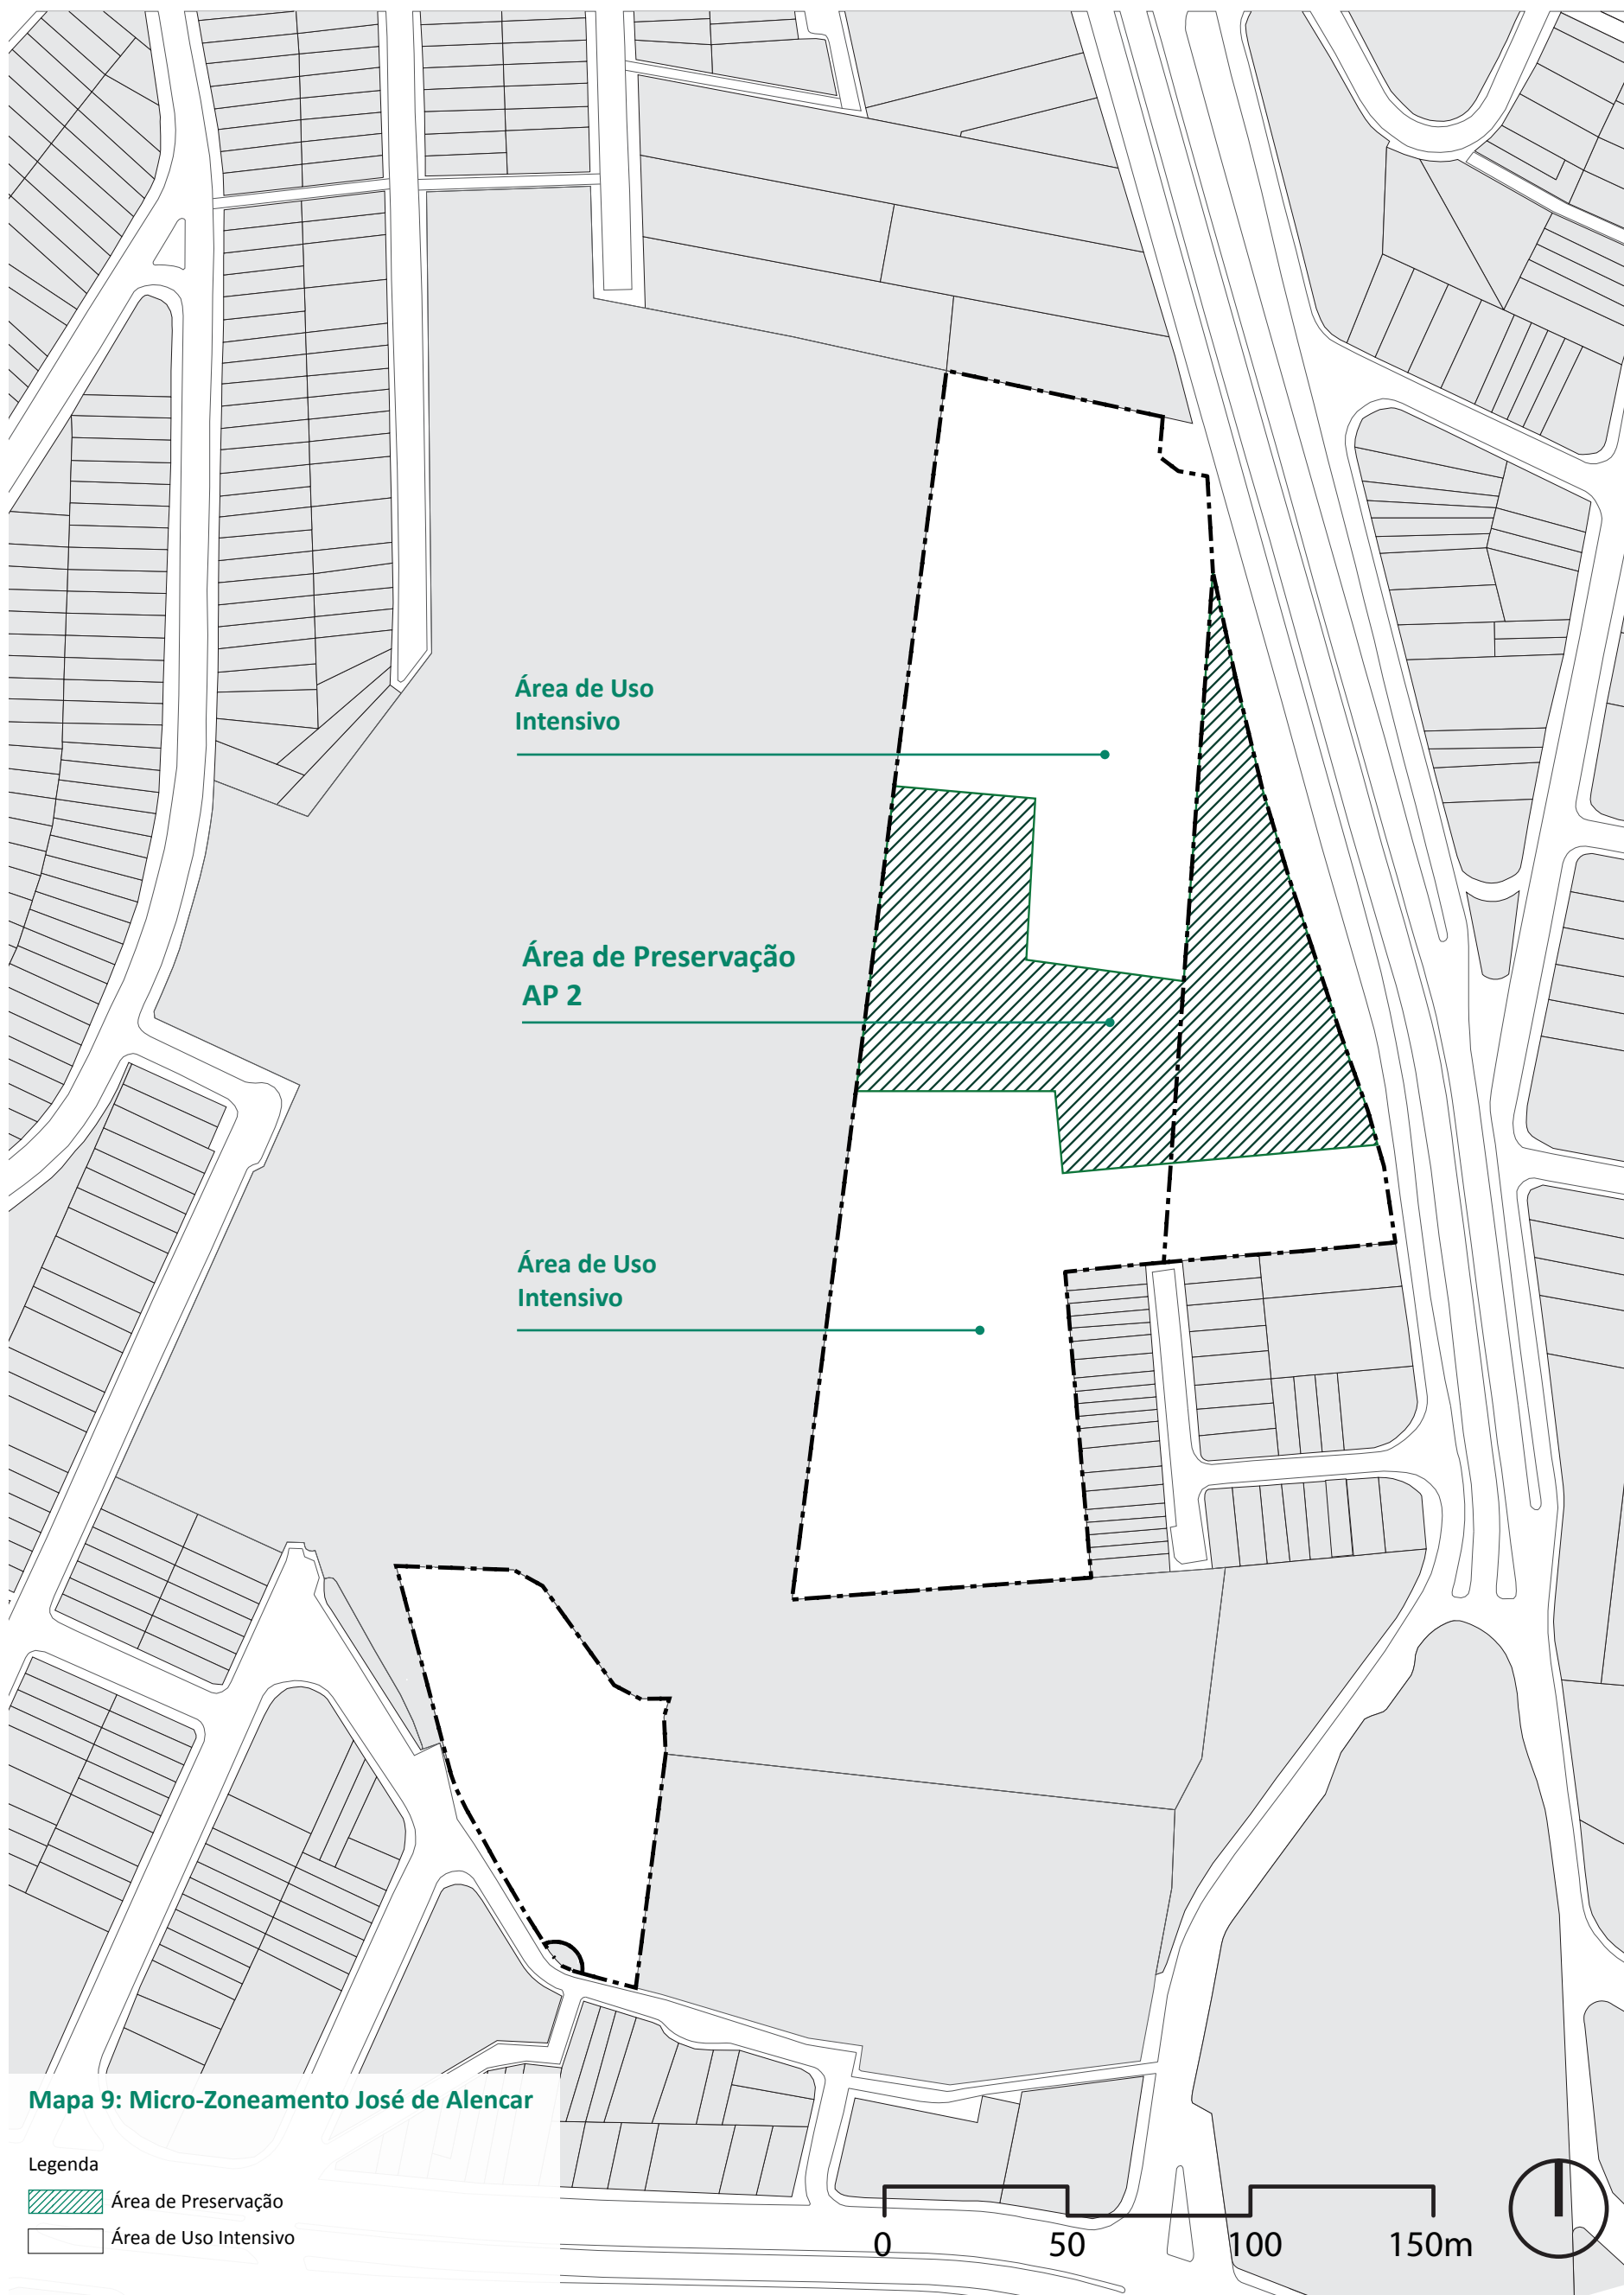 Área de Uso
Intensivo
Área de Preservação
AP 2
Área de Uso
Intensivo
Mapa 9: Micro-Zoneamento José de Alencar
Legenda
Área de Preservação
Área de Uso Intensivo
0 50 100 150m